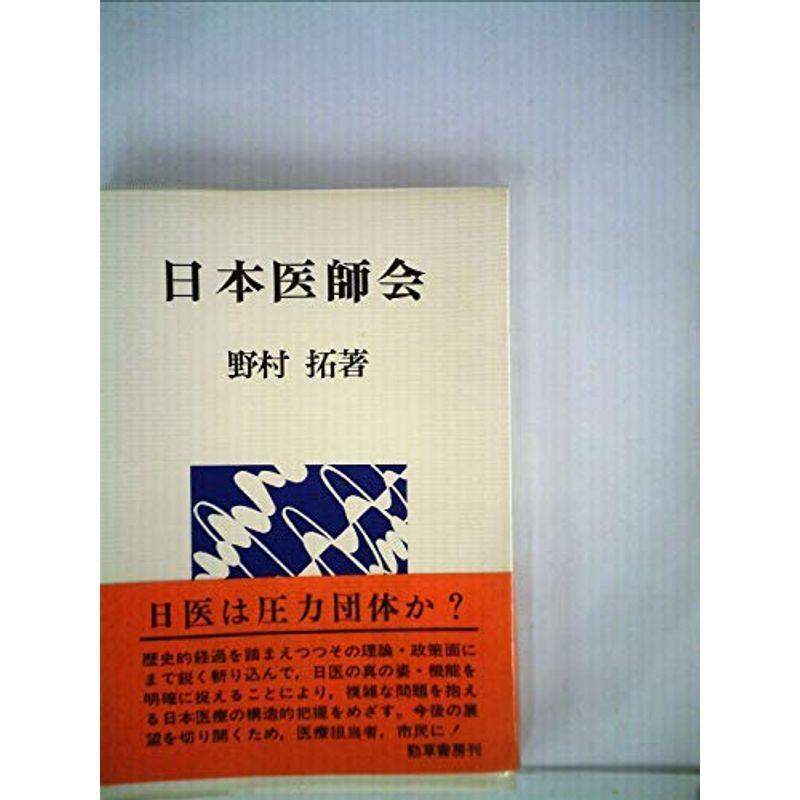 日本医師会
野村 拓著
日医は圧力団体か？
歴史的経過を踏まえつつその理論・政策面に
まで鋭く斬り込んで，日医の真の姿・機能を
明確に捉えることにより，複雑な問題を抱え
る日本医療の構造的把握をめざす。今後の展
望を切り開くため，医療担当者，市民に！
勁草書房刊